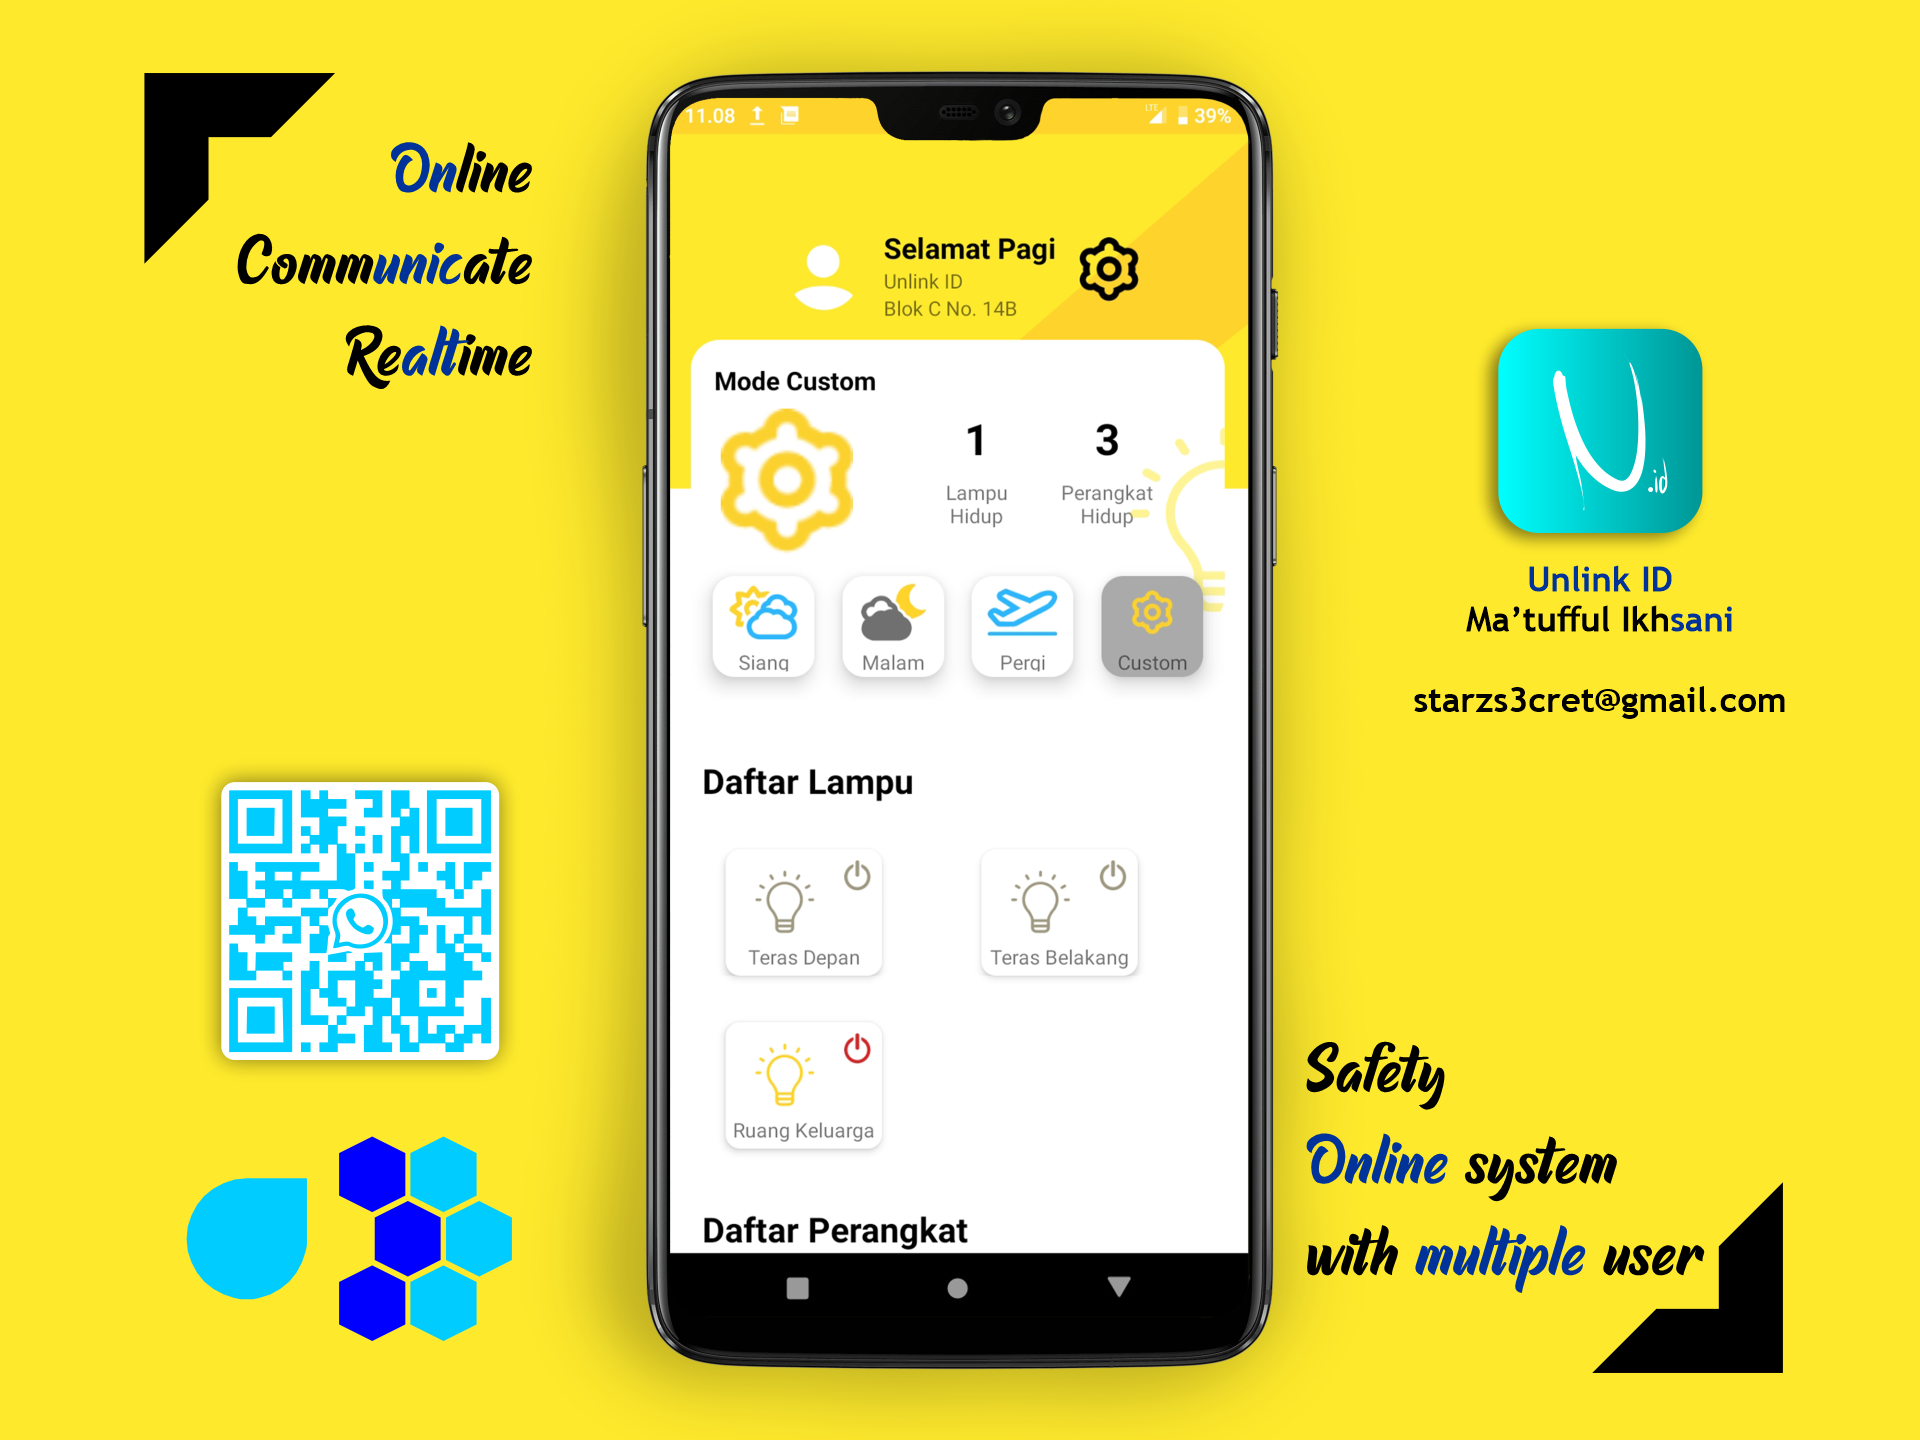 Online
Communicate
Realtime
11.08
LTE
39%
Selamat Pagi
Unlink ID
Blok C No. 14B
Mode Custom
1
3
Lampu
Hidup
Perangkat
Hidup
Siang
Malam
Pergi
Custom
Daftar Lampu
Teras Depan
Teras Belakang
Ruang Keluarga
Daftar Perangkat
U.id
Unlink ID
Ma’tufful Ikhsani
starzs3cret@gmail.com
Safety
Online system
with multiple user